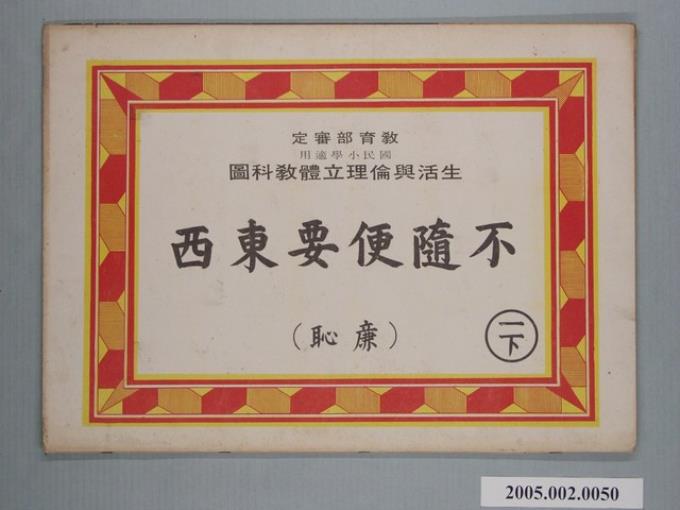 教育部審定
國民小學適用
生活與倫理立體教科圖
不隨便要東西
（廉恥）
一下
2005.002.0050